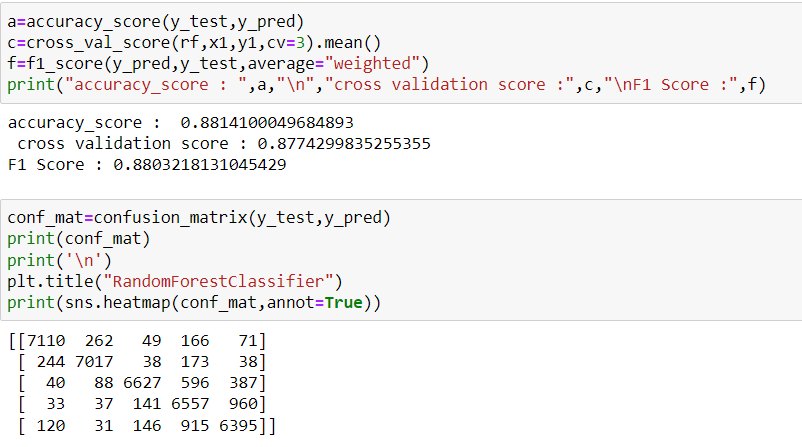 a=accuracy_score(y_test,y_pred)
c=cross_val_score(rf,x1,y1,cv=3).mean()
f=f1_score(y_pred,y_test,average="weighted")
print("accuracy_score : ",a,"\n","cross validation score :",c,"\nF1 Score :",f)
accuracy_score :  0.8814100049684893
 cross validation score : 0.8774299835255355
F1 Score : 0.8803218131045429
conf_mat=confusion_matrix(y_test,y_pred)
print(conf_mat)
print('\n')
plt.title("RandomForestClassifier")
print(sns.heatmap(conf_mat,annot=True))
[[7110  262   49  166   71]
 [ 244 7017   38  173   38]
 [  40   88 6627  596  387]
 [  33   37  141 6557  960]
 [ 120   31  146  915 6395]]